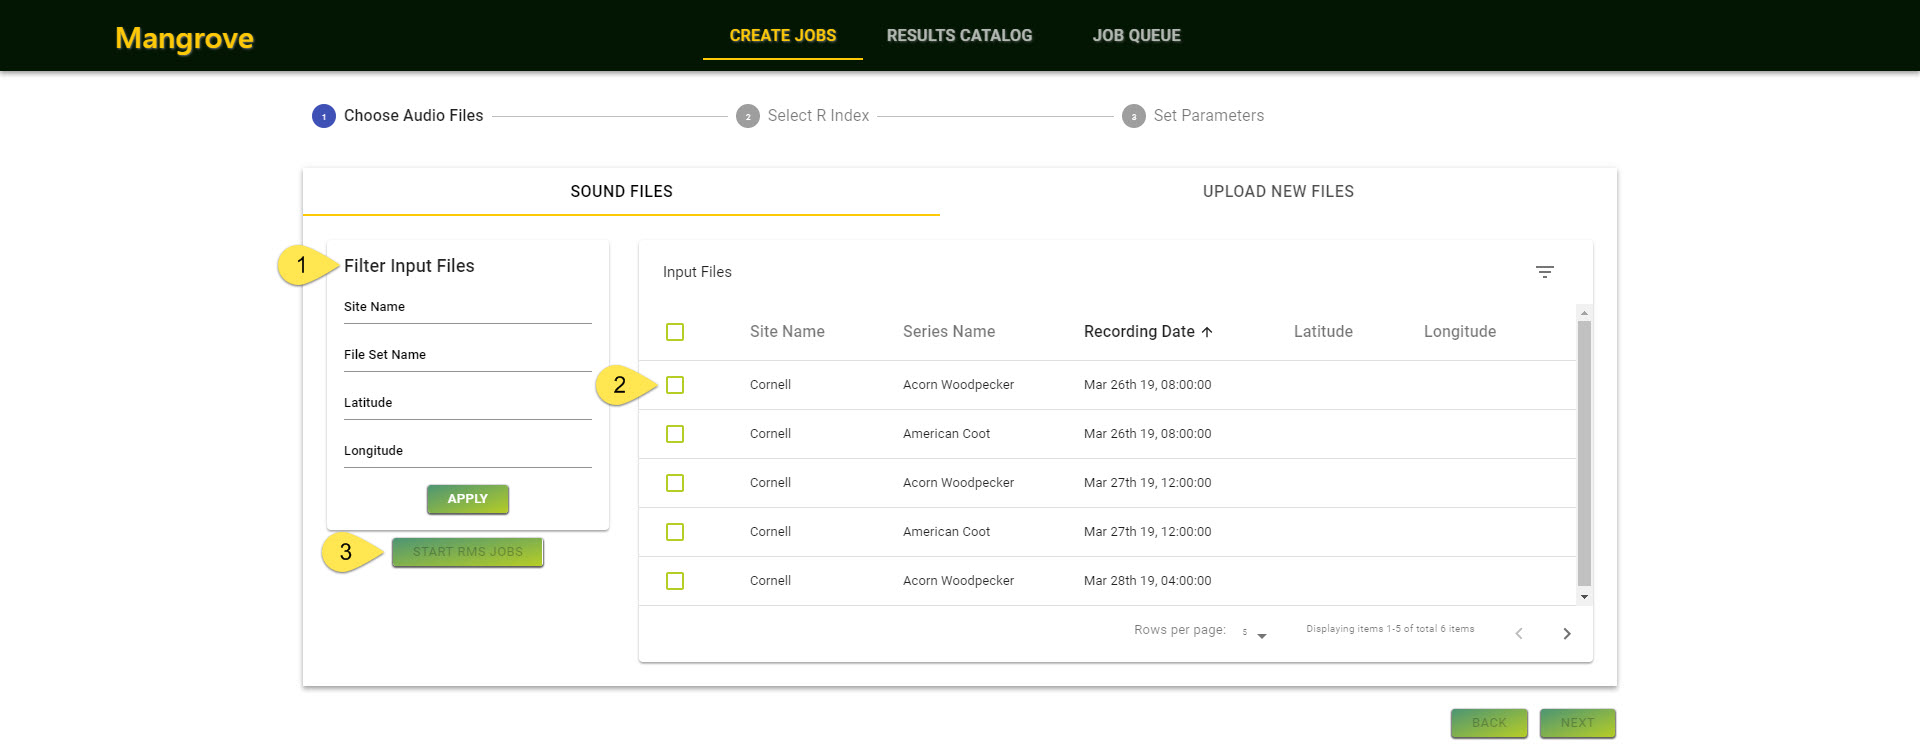 Mangrove
CREATE JOBS RESULTS CATALOG JOB QUEUE
1 Choose Audio Files 2 Select R Index 3 Set Parameters
SOUND FILES UPLOAD NEW FILES
1 Filter Input Files
Site Name
File Set Name
Latitude
Longitude
APPLY
3 START RMS JOBS
Input Files
Site Name Series Name Recording Date Latitude Longitude
2 Cornell Acorn Woodpecker Mar 26th 19, 08:00:00
Cornell American Coot Mar 26th 19, 08:00:00
Cornell Acorn Woodpecker Mar 27th 19, 12:00:00
Cornell American Coot Mar 27th 19, 12:00:00
Cornell Acorn Woodpecker Mar 28th 19, 04:00:00
Rows per page: 5 Displaying items 1-5 of total 6 items
BACK NEXT